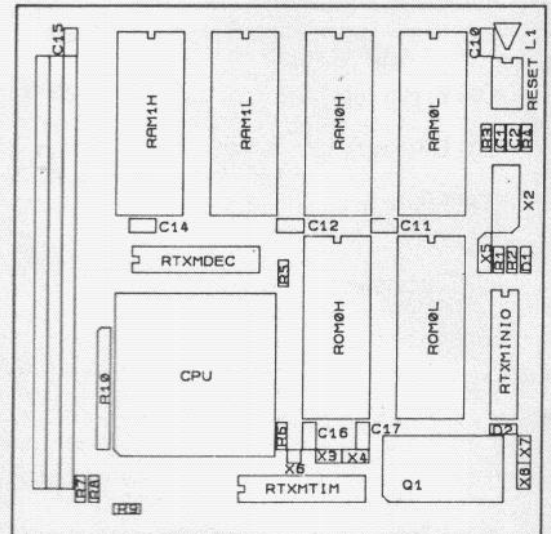 C15
RAM1H
RAM1L
RAM0H
RAM0L
C10
RESET L1
R3
C1
C2
R4
X2
C14
C12
C11
RTXMDEC
R5
X5
R1
R2
D1
ROM0H
ROM0L
RTXMINIO
CPU
R10
R6
C16
C17
D2
X3
X4
X6
X7
X8
Q1
RTXMTIM
R7
R8
R9